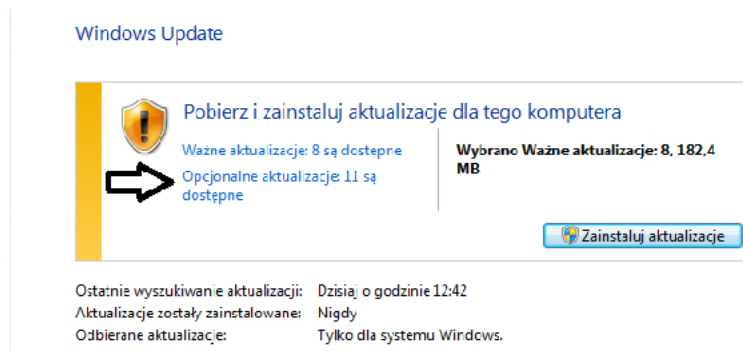 Windows Update
Pobierz i zainstaluj aktualizacje dla tego komputera
Ważne aktualizacje: 8 są dostępne
Opcjonalne aktualizacje: 11 są
dostępne
Wybrano Ważne aktualizacje: 8, 182,4
MB
Zainstaluj aktualizacje
Ostatnie wyszukiwanie aktualizacji: Dzisiaj o godzinie 12:42
Aktualizacje zostały zainstalowane: Nigdy
Odbierane aktualizacje: Tylko dla systemu Windows.